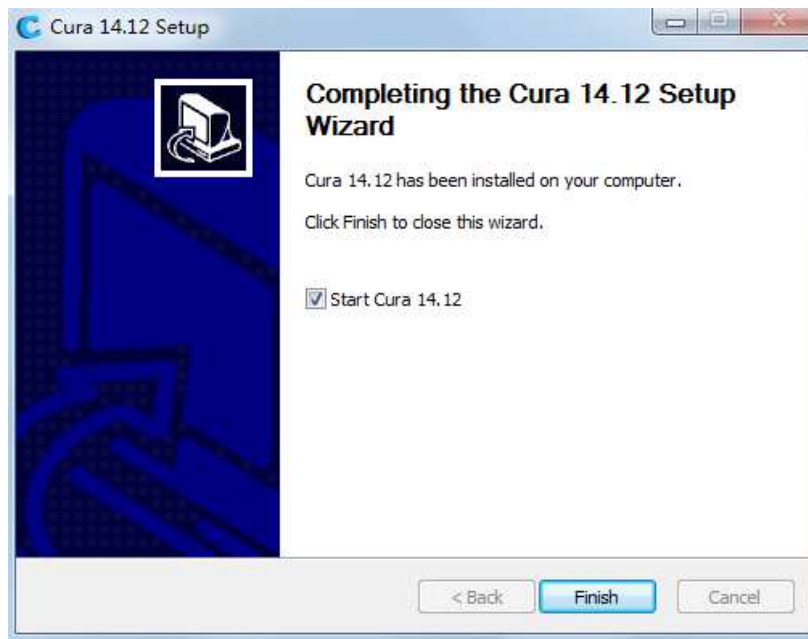 Cura 14.12 Setup
Completing the Cura 14.12 Setup
Wizard
Cura 14.12 has been installed on your computer.
Click Finish to close this wizard.
Start Cura 14.12
< Back
Finish
Cancel